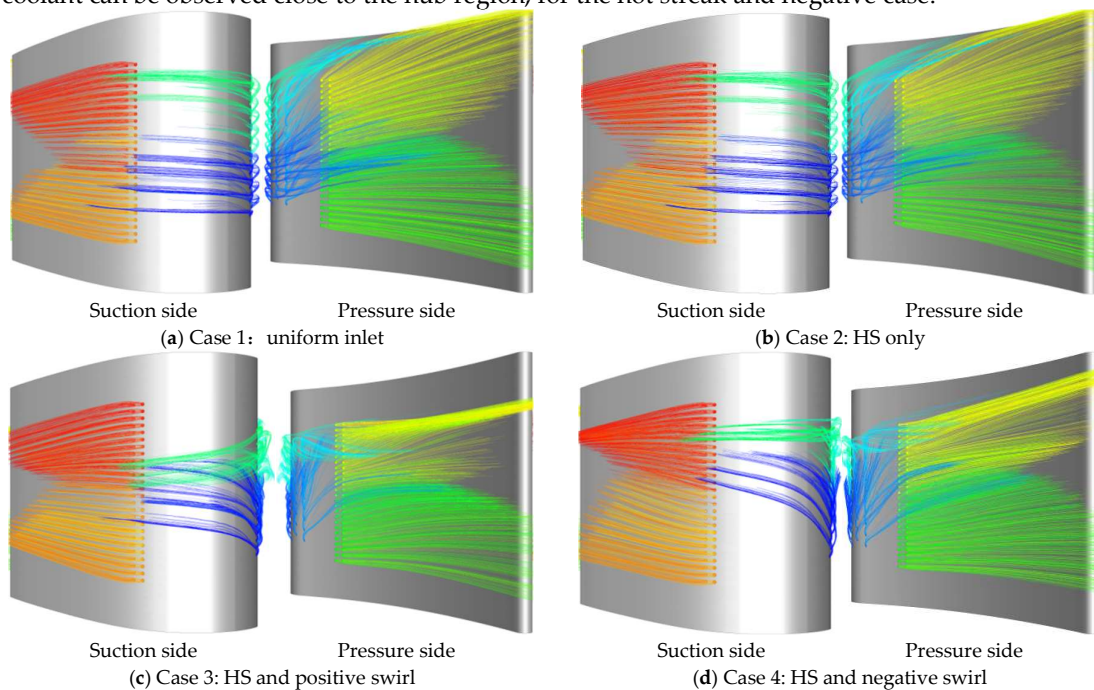 coolant can be observed close to the hub region, for the hot streak and negative case.
Suction side Pressure side Suction side Pressure side
(a) Case 1： uniform inlet (b) Case 2: HS only
Suction side Pressure side Suction side Pressure side
(c) Case 3: HS and positive swirl (d) Case 4: HS and negative swirl